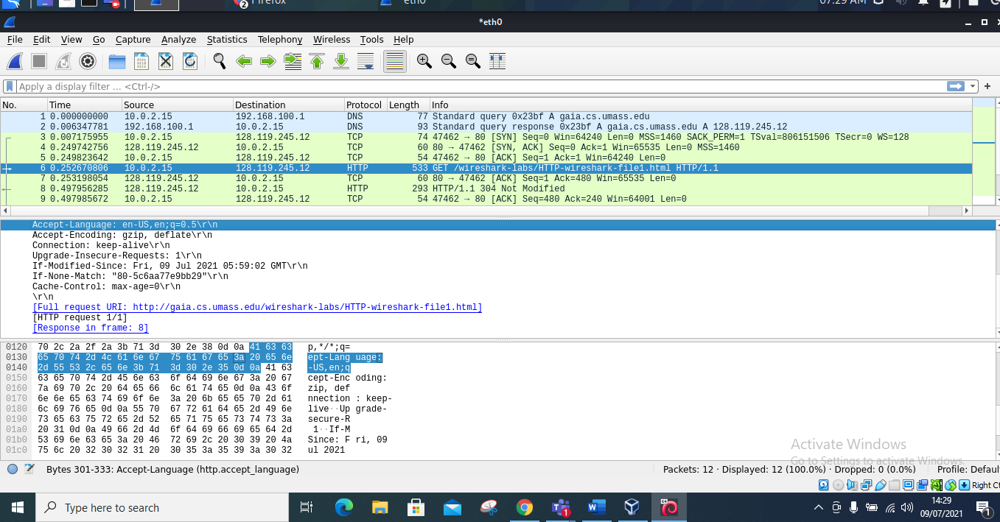 2 Firefox eth0 07:29 AM
*eth0
File Edit View Go Capture Analyze Statistics Telephony Wireless Tools Help
Apply a display filter ... <Ctrl-/>
No. Time Source Destination Protocol Length Info
1 0.000000000 10.0.2.15 192.168.100.1 DNS 77 Standard query 0x23bf A gaia.cs.umass.edu
2 0.006347781 192.168.100.1 10.0.2.15 DNS 93 Standard query response 0x23bf A gaia.cs.umass.edu A 128.119.245.12
3 0.007175955 10.0.2.15 128.119.245.12 TCP 74 47462 → 80 [SYN] Seq=0 Win=64240 Len=0 MSS=1460 SACK_PERM=1 TSval=806151506 TSecr=0 WS=128
4 0.249742756 128.119.245.12 10.0.2.15 TCP 60 80 → 47462 [SYN, ACK] Seq=0 Ack=1 Win=65535 Len=0 MSS=1460
5 0.249823642 10.0.2.15 128.119.245.12 TCP 54 47462 → 80 [ACK] Seq=1 Ack=1 Win=64240 Len=0
6 0.252670806 10.0.2.15 128.119.245.12 HTTP 533 GET /wireshark-labs/HTTP-wireshark-file1.html HTTP/1.1
7 0.253198054 128.119.245.12 10.0.2.15 TCP 60 80 → 47462 [ACK] Seq=1 Ack=480 Win=65535 Len=0
8 0.497956285 128.119.245.12 10.0.2.15 HTTP 293 HTTP/1.1 304 Not Modified
9 0.497985672 10.0.2.15 128.119.245.12 TCP 54 47462 → 80 [ACK] Seq=480 Ack=240 Win=64001 Len=0
Accept-Language: en-US,en;q=0.5\r\n
Accept-Encoding: gzip, deflate\r\n
Connection: keep-alive\r\n
Upgrade-Insecure-Requests: 1\r\n
If-Modified-Since: Fri, 09 Jul 2021 05:59:02 GMT\r\n
If-None-Match: "80-5c6aa77e9bb29"\r\n
Cache-Control: max-age=0\r\n
\r\n
[Full request URI: http://gaia.cs.umass.edu/wireshark-labs/HTTP-wireshark-file1.html]
[HTTP request 1/1]
[Response in frame: 8]
0120 70 2c 2a 2f 2a 3b 71 3d 30 2e 38 0d 0a 41 63 63 p,*/*;q=
0130 65 70 74 2d 4c 61 6e 67 75 61 67 65 3a 20 65 6e ept-Lang uage:
0140 2d 55 53 2c 65 6e 3b 71 3d 30 2e 35 0d 0a 41 63 -US,en;q
0150 63 65 70 74 2d 45 6e 63 6f 64 69 6e 67 3a 20 67 cept-Enc oding:
0160 7a 69 70 2c 20 64 65 66 6c 61 74 65 0d 0a 43 6f zip, def
0170 6e 6e 65 63 74 69 6f 6e 3a 20 6b 65 65 70 2d 61 nnection : keep-
0180 6c 69 76 65 0d 0a 55 70 67 72 61 64 65 2d 49 6e live··Up grade-
0190 73 65 63 75 72 65 2d 52 65 71 75 65 73 74 73 3a secure-R
01a0 20 31 0d 0a 49 66 2d 4d 6f 64 69 66 69 65 64 2d 1··If-M
01b0 53 69 6e 63 65 3a 20 46 72 69 2c 20 30 39 20 4a Since: F ri, 09
01c0 75 6c 20 32 30 32 31 20 30 35 3a 35 39 3a 30 32 ul 2021
Activate Windows
Go to Settings to activate Windows.
Bytes 301-333: Accept-Language (http.accept_language) Packets: 12 · Displayed: 12 (100.0%) · Dropped: 0 (0.0%) Profile: Defaul
Right Ct
Type here to search 1 14:29
09/07/2021 1